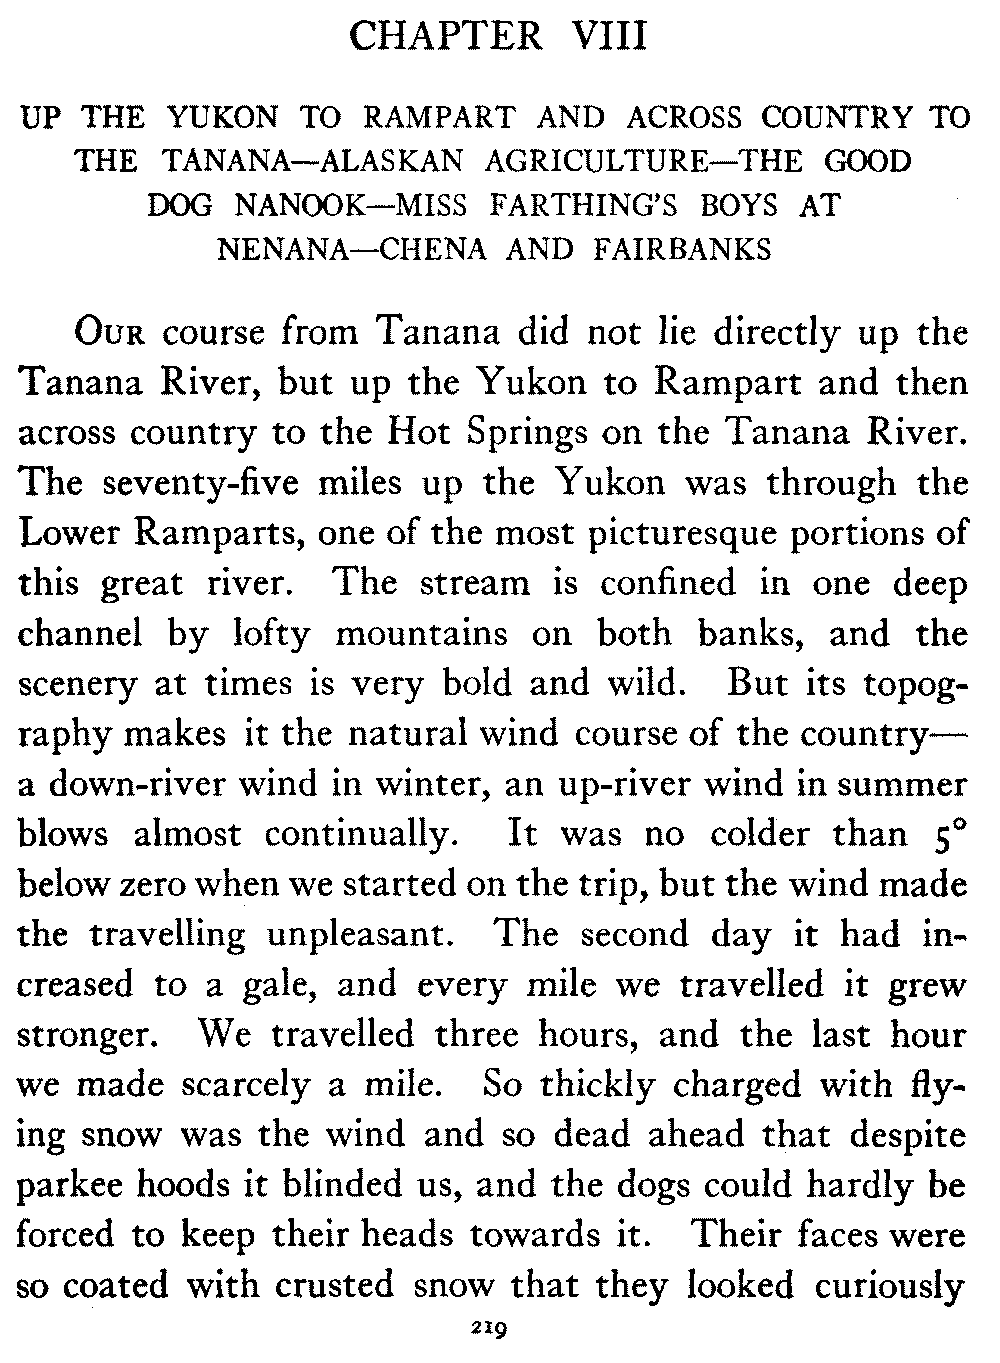 CHAPTER VIII
UP THE YUKON TO RAMPART AND ACROSS COUNTRY TO
THE TANANA—ALASKAN AGRICULTURE—THE GOOD
DOG NANOOK—MISS FARTHING'S BOYS AT
NENANA—CHENA AND FAIRBANKS
OUR course from Tanana did not lie directly up the
Tanana River, but up the Yukon to Rampart and then
across country to the Hot Springs on the Tanana River.
The seventy-five miles up the Yukon was through the
Lower Ramparts, one of the most picturesque portions of
this great river. The stream is confined in one deep
channel by lofty mountains on both banks, and the
scenery at times is very bold and wild. But its topog-
raphy makes it the natural wind course of the country—
a down-river wind in winter, an up-river wind in summer
blows almost continually. It was no colder than 5°
below zero when we started on the trip, but the wind made
the travelling unpleasant. The second day it had in-
creased to a gale, and every mile we travelled it grew
stronger. We travelled three hours, and the last hour
we made scarcely a mile. So thickly charged with fly-
ing snow was the wind and so dead ahead that despite
parkee hoods it blinded us, and the dogs could hardly be
forced to keep their heads towards it. Their faces were
so coated with crusted snow that they looked curiously
219